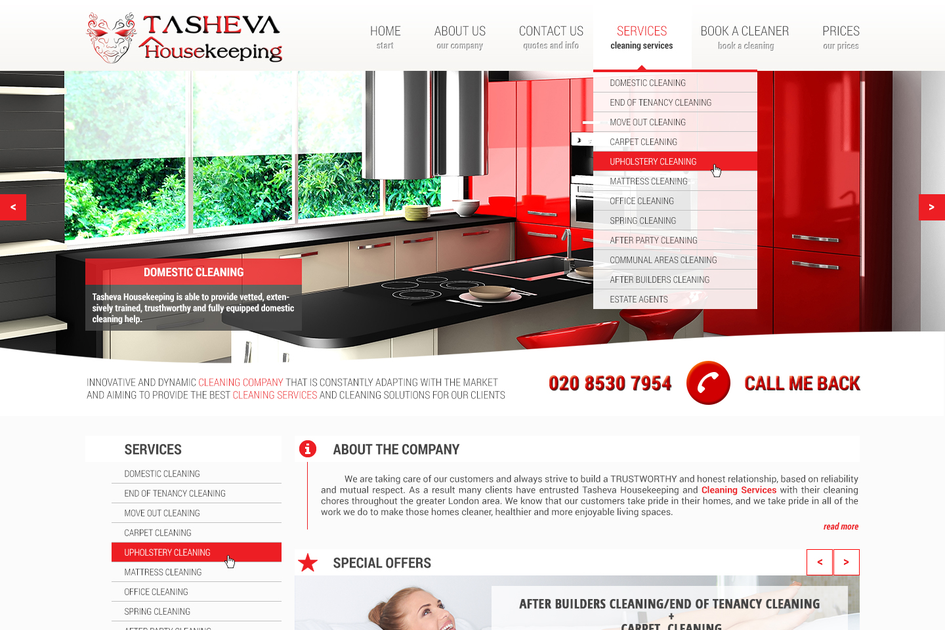 TASHEVA
Housekeeping
HOME
start
ABOUT US
our company
CONTACT US
quotes and info
SERVICES
cleaning services
BOOK A CLEANER
book a cleaning
PRICES
our prices
DOMESTIC CLEANING
END OF TENANCY CLEANING
MOVE OUT CLEANING
CARPET CLEANING
UPHOLSTERY CLEANING
MATTRESS CLEANING
OFFICE CLEANING
SPRING CLEANING
AFTER PARTY CLEANING
COMMUNAL AREAS CLEANING
AFTER BUILDERS CLEANING
ESTATE AGENTS
<
>
DOMESTIC CLEANING
Tasheva Housekeeping is able to provide vetted, exten-
sively trained, trusthworthy and fully equipped domestic
cleaning help.
INNOVATIVE AND DYNAMIC CLEANING COMPANY THAT IS CONSTANTLY ADAPTING WITH THE MARKET
AND AIMING TO PROVIDE THE BEST CLEANING SERVICES AND CLEANING SOLUTIONS FOR OUR CLIENTS
020 8530 7954
CALL ME BACK
SERVICES
DOMESTIC CLEANING
END OF TENANCY CLEANING
MOVE OUT CLEANING
CARPET CLEANING
UPHOLSTERY CLEANING
MATTRESS CLEANING
OFFICE CLEANING
SPRING CLEANING
AFTER PARTY CLEANING
ABOUT THE COMPANY
We are taking care of our customers and always strive to build a TRUSTWORTHY and honest relationship, based on reliability
and mutual respect. As a result many clients have entrusted Tasheva Housekeeping and Cleaning Services with their cleaning
chores throughout the greater London area. We know that our customers take pride in their homes, and we take pride in all of the
work we do to make those homes cleaner, healthier and more enjoyable living spaces.
read more
SPECIAL OFFERS
< >
AFTER BUILDERS CLEANING/END OF TENANCY CLEANING
+
CARPET CLEANING